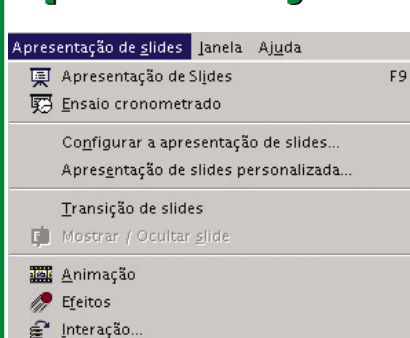 Apresentação de slides Janela Ajuda
Apresentação de Slides F9
Ensaio cronometrado
Configurar a apresentação de slides...
Apresentação de slides personalizada...
Transição de slides
Mostrar / Ocultar slide
Animação
Efeitos
Interação...